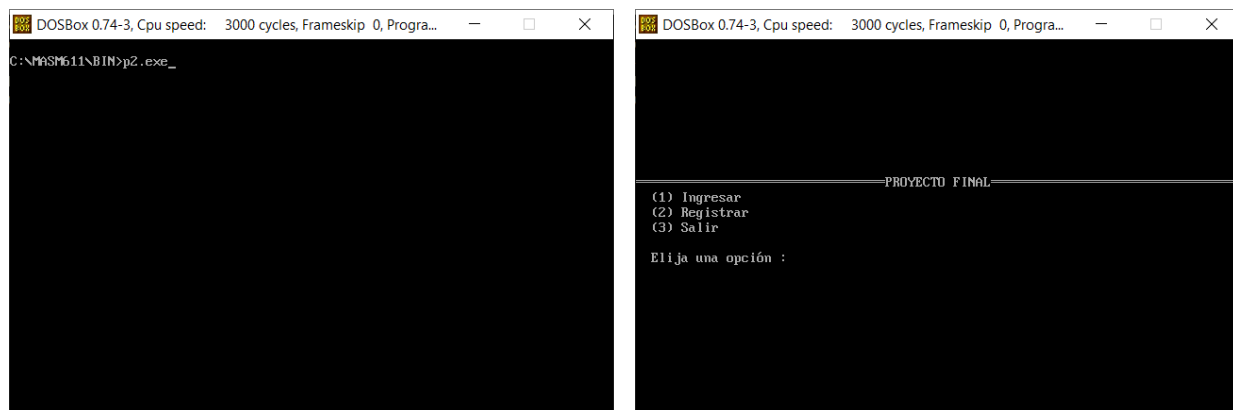 DOSBox 0.74-3, Cpu speed: 3000 cycles, Frameskip 0, Progra...
C:\MASM611\BIN>p2.exe_
DOSBox 0.74-3, Cpu speed: 3000 cycles, Frameskip 0, Progra...
PROYECTO FINAL
(1) Ingresar
(2) Registrar
(3) Salir
Elija una opción :